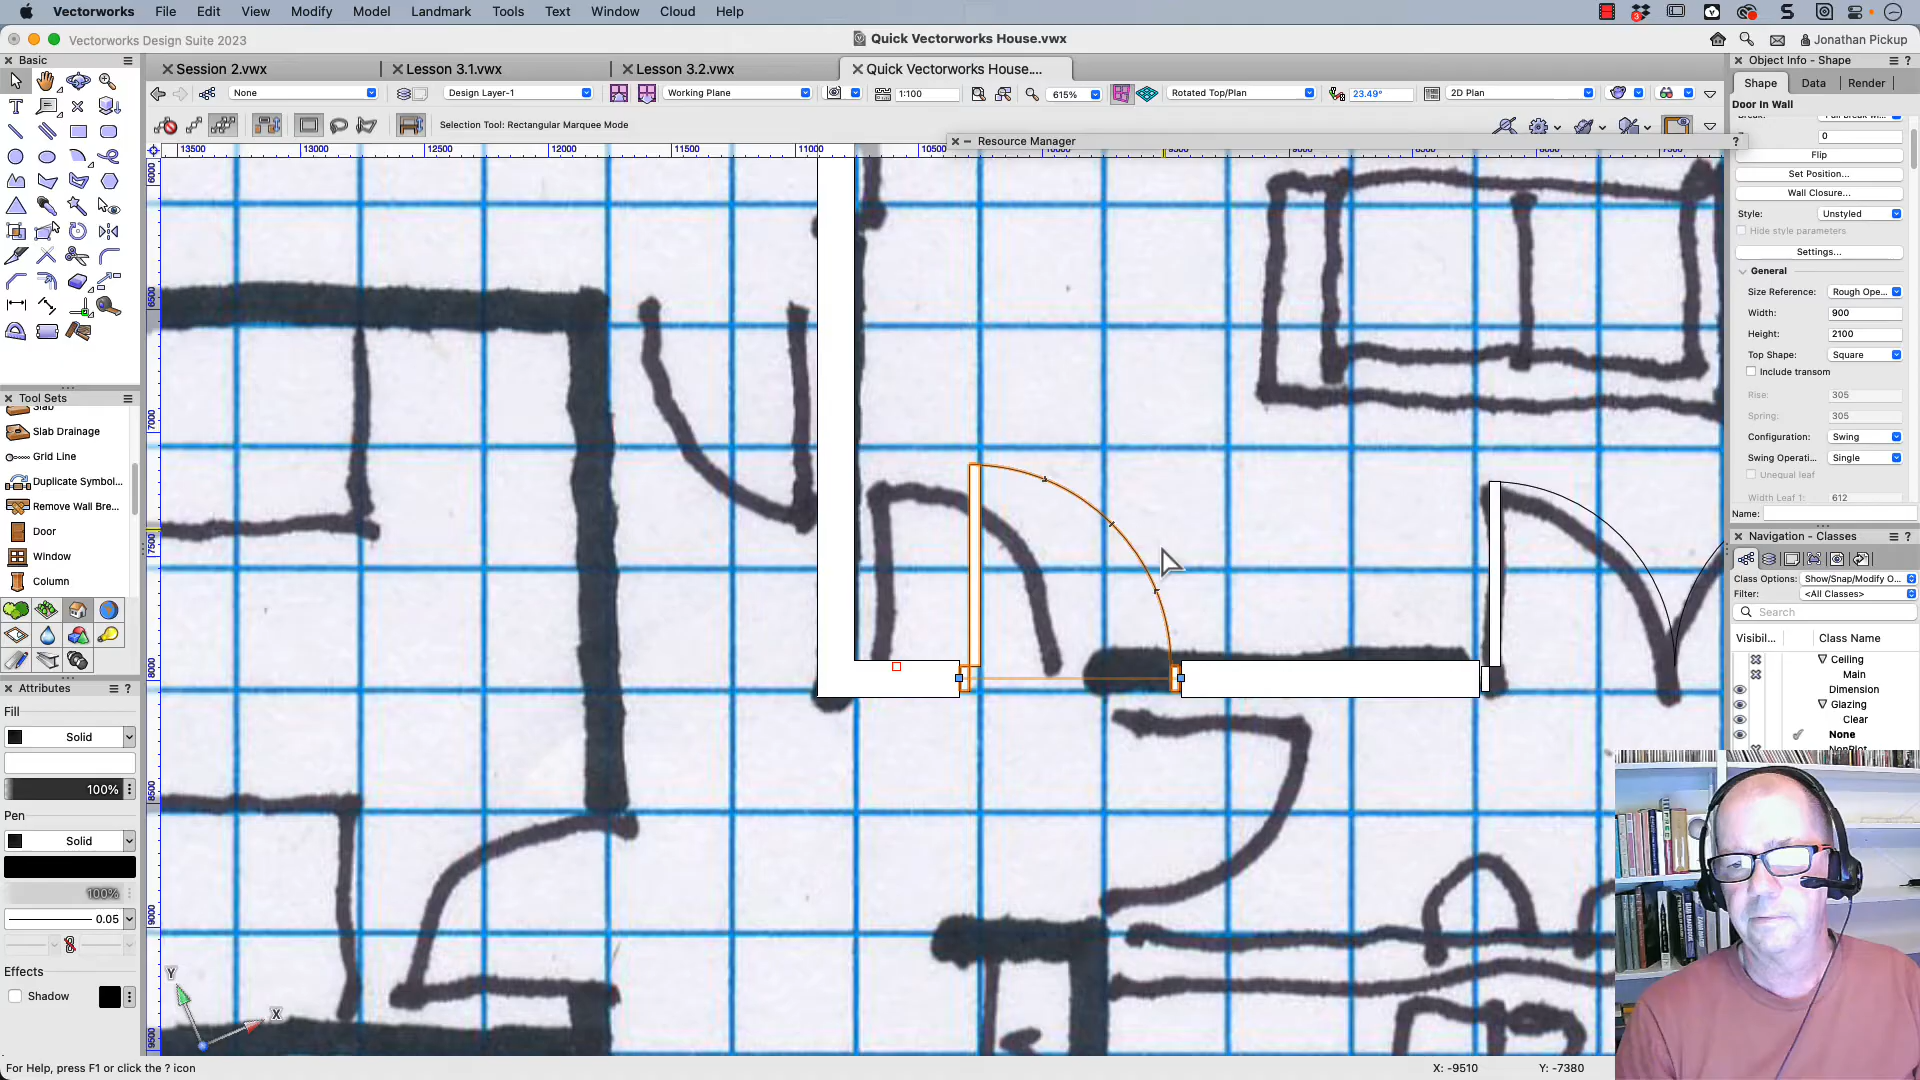 Vectorworks File Edit View Modify Model Landmark Tools Text Window Cloud Help
Vectorworks Design Suite 2023
Quick Vectorworks House.vwx
Jonathan Pickup
Basic
Session 2.vwx
Lesson 3.1.vwx
Lesson 3.2.vwx
Quick Vectorworks House....
Object Info - Shape
None
Design Layer-1
Working Plane
1:100
615%
Rotated Top/Plan
23.49°
2D Plan
Shape Data Render
Door In Wall
Selection Tool: Rectangular Marquee Mode
Resource Manager
13500 13000 12500 12000 11500 11000 10500
0
Flip
Set Position...
Wall Closure...
Style: Unstyled
Hide style parameters
Settings...
General
Size Reference: Rough Ope...
Width: 900
Height: 2100
Top Shape: Square
Include transom
Rise: 305
Spring: 305
Configuration: Swing
Swing Operati... Single
Unequal leaf
Width Leaf 1: 612
Name:
6000
6500
7000
7500
8000
8500
9000
9500
Tool Sets
Slab
Slab Drainage
Grid Line
Duplicate Symbol...
Remove Wall Bre...
Door
Window
Column
Attributes
Fill
Solid
100%
Pen
Solid
100%
0.05
Effects
Shadow
Navigation - Classes
Class Options: Show/Snap/Modify O...
Filter: <All Classes>
Search
Visibil... Class Name
Ceiling
Main
Dimension
Glazing
Clear
None
NonPlot
Y
X
For Help, press F1 or click the ? icon
X: -9510 Y: -7380